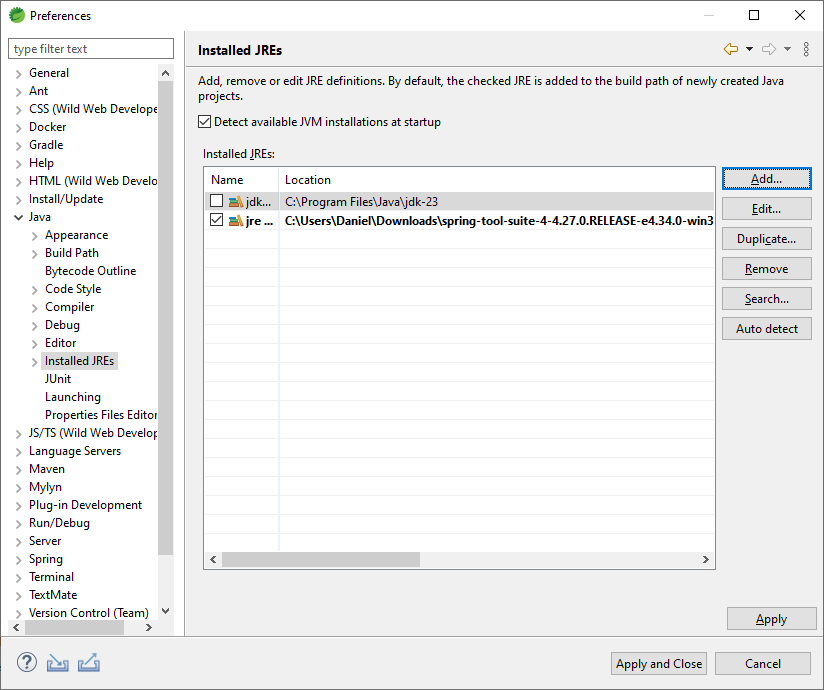 Preferences
type filter text
General
Ant
CSS (Wild Web Develope
Docker
Gradle
Help
HTML (Wild Web Develo
Install/Update
Java
Appearance
Build Path
Bytecode Outline
Code Style
Compiler
Debug
Editor
Installed JREs
JUnit
Launching
Properties Files Editor
JS/TS (Wild Web Develop
Language Servers
Maven
Mylyn
Plug-in Development
Run/Debug
Server
Spring
Terminal
TextMate
Version Control (Team)
Installed JREs
Add, remove or edit JRE definitions. By default, the checked JRE is added to the build path of newly created Java
projects.
Detect available JVM installations at startup
Installed JREs:
Name Location
jdk... C:\Program Files\Java\jdk-23
jre ... C:\Users\Daniel\Downloads\spring-tool-suite-4-4.27.0.RELEASE-e4.34.0-win3
Add...
Edit...
Duplicate...
Remove
Search...
Auto detect
Apply
?
Apply and Close
Cancel